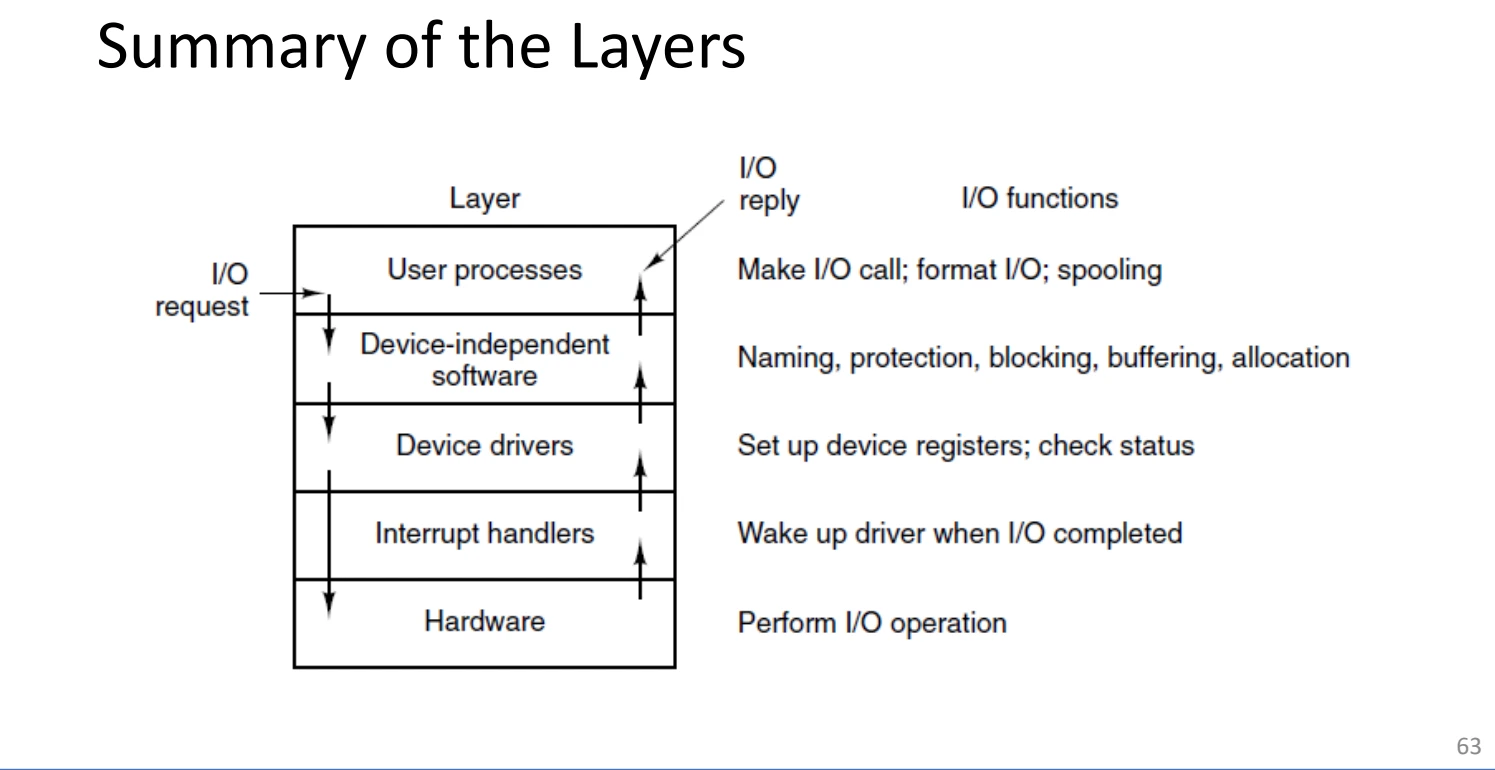 Summary of the Layers
I/O
reply
Layer
I/O functions
I/O
request
User processes
Make I/O call; format I/O; spooling
Device-independent
software
Naming, protection, blocking, buffering, allocation
Device drivers
Set up device registers; check status
Interrupt handlers
Wake up driver when I/O completed
Hardware
Perform I/O operation
63